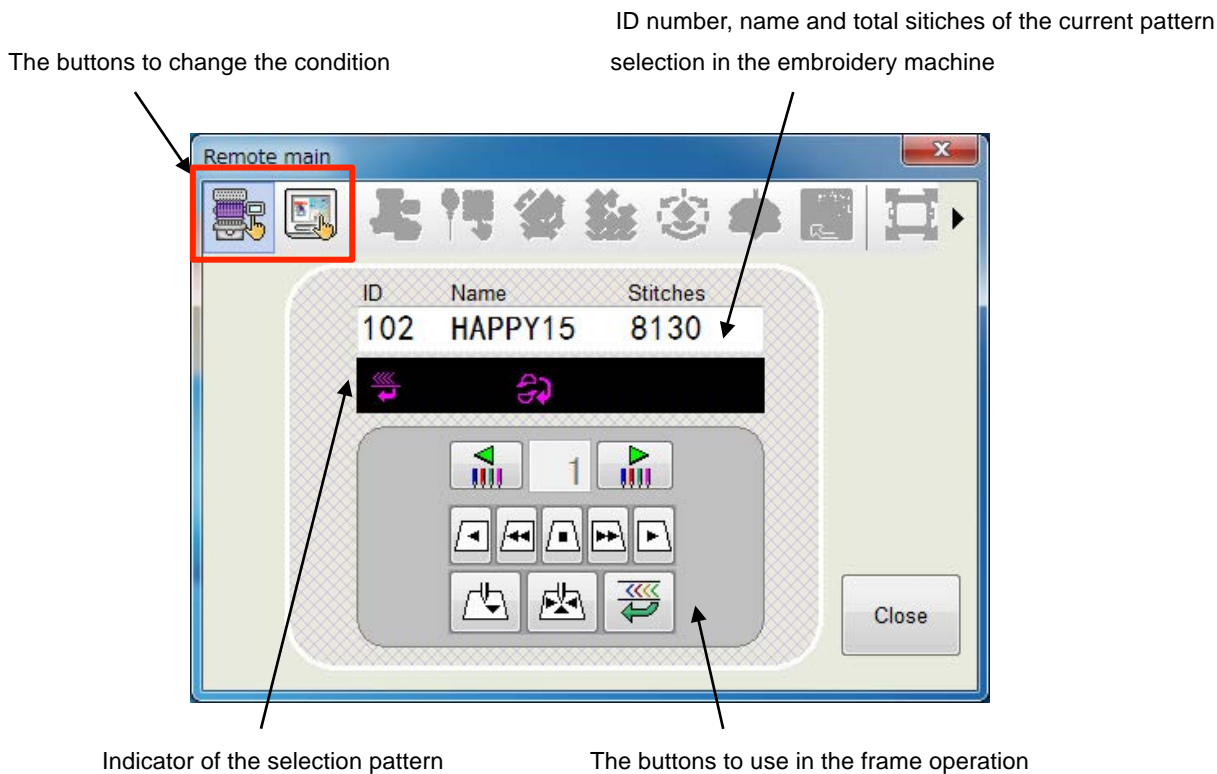 ID number, name and total sitiches of the current pattern
The buttons to change the condition
selection in the embroidery machine
Remote main
ID Name Stitches
102 HAPPY15 8130
1
Close
Indicator of the selection pattern
The buttons to use in the frame operation